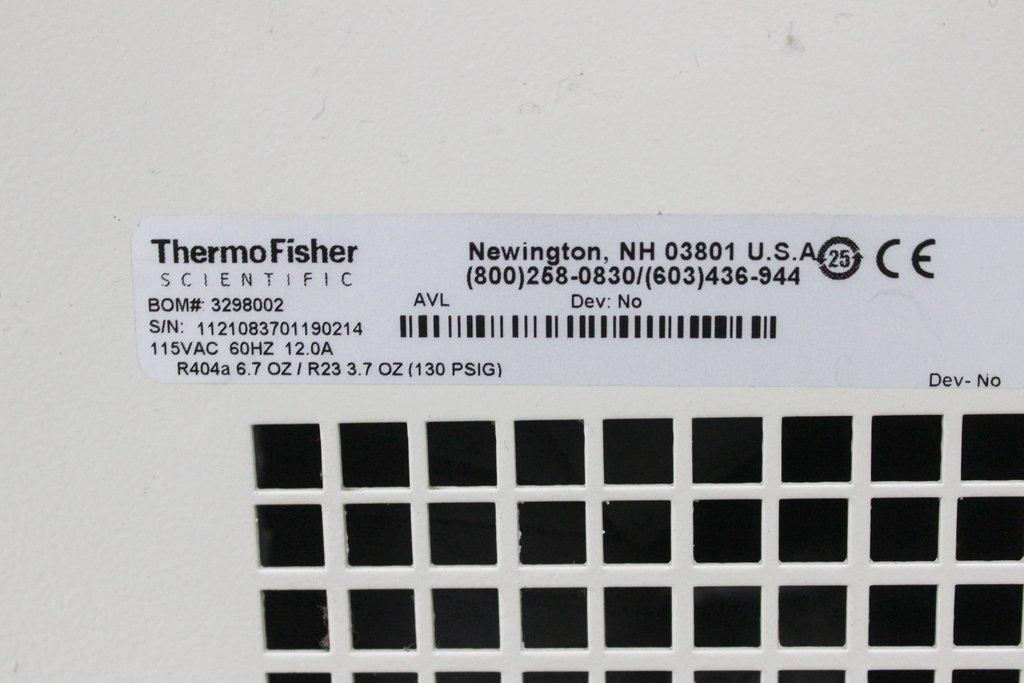 ThermoFisher
SCIENTIFIC
Newington, NH 03801 U.S.A
(800)258-0830/(603)436-944
25
CE
BOM#: 3298002
AVL
Dev: No
S/N: 1121083701190214
115VAC 60HZ 12.0A
R404a 6.7 OZ / R23 3.7 OZ (130 PSIG)
Dev- No